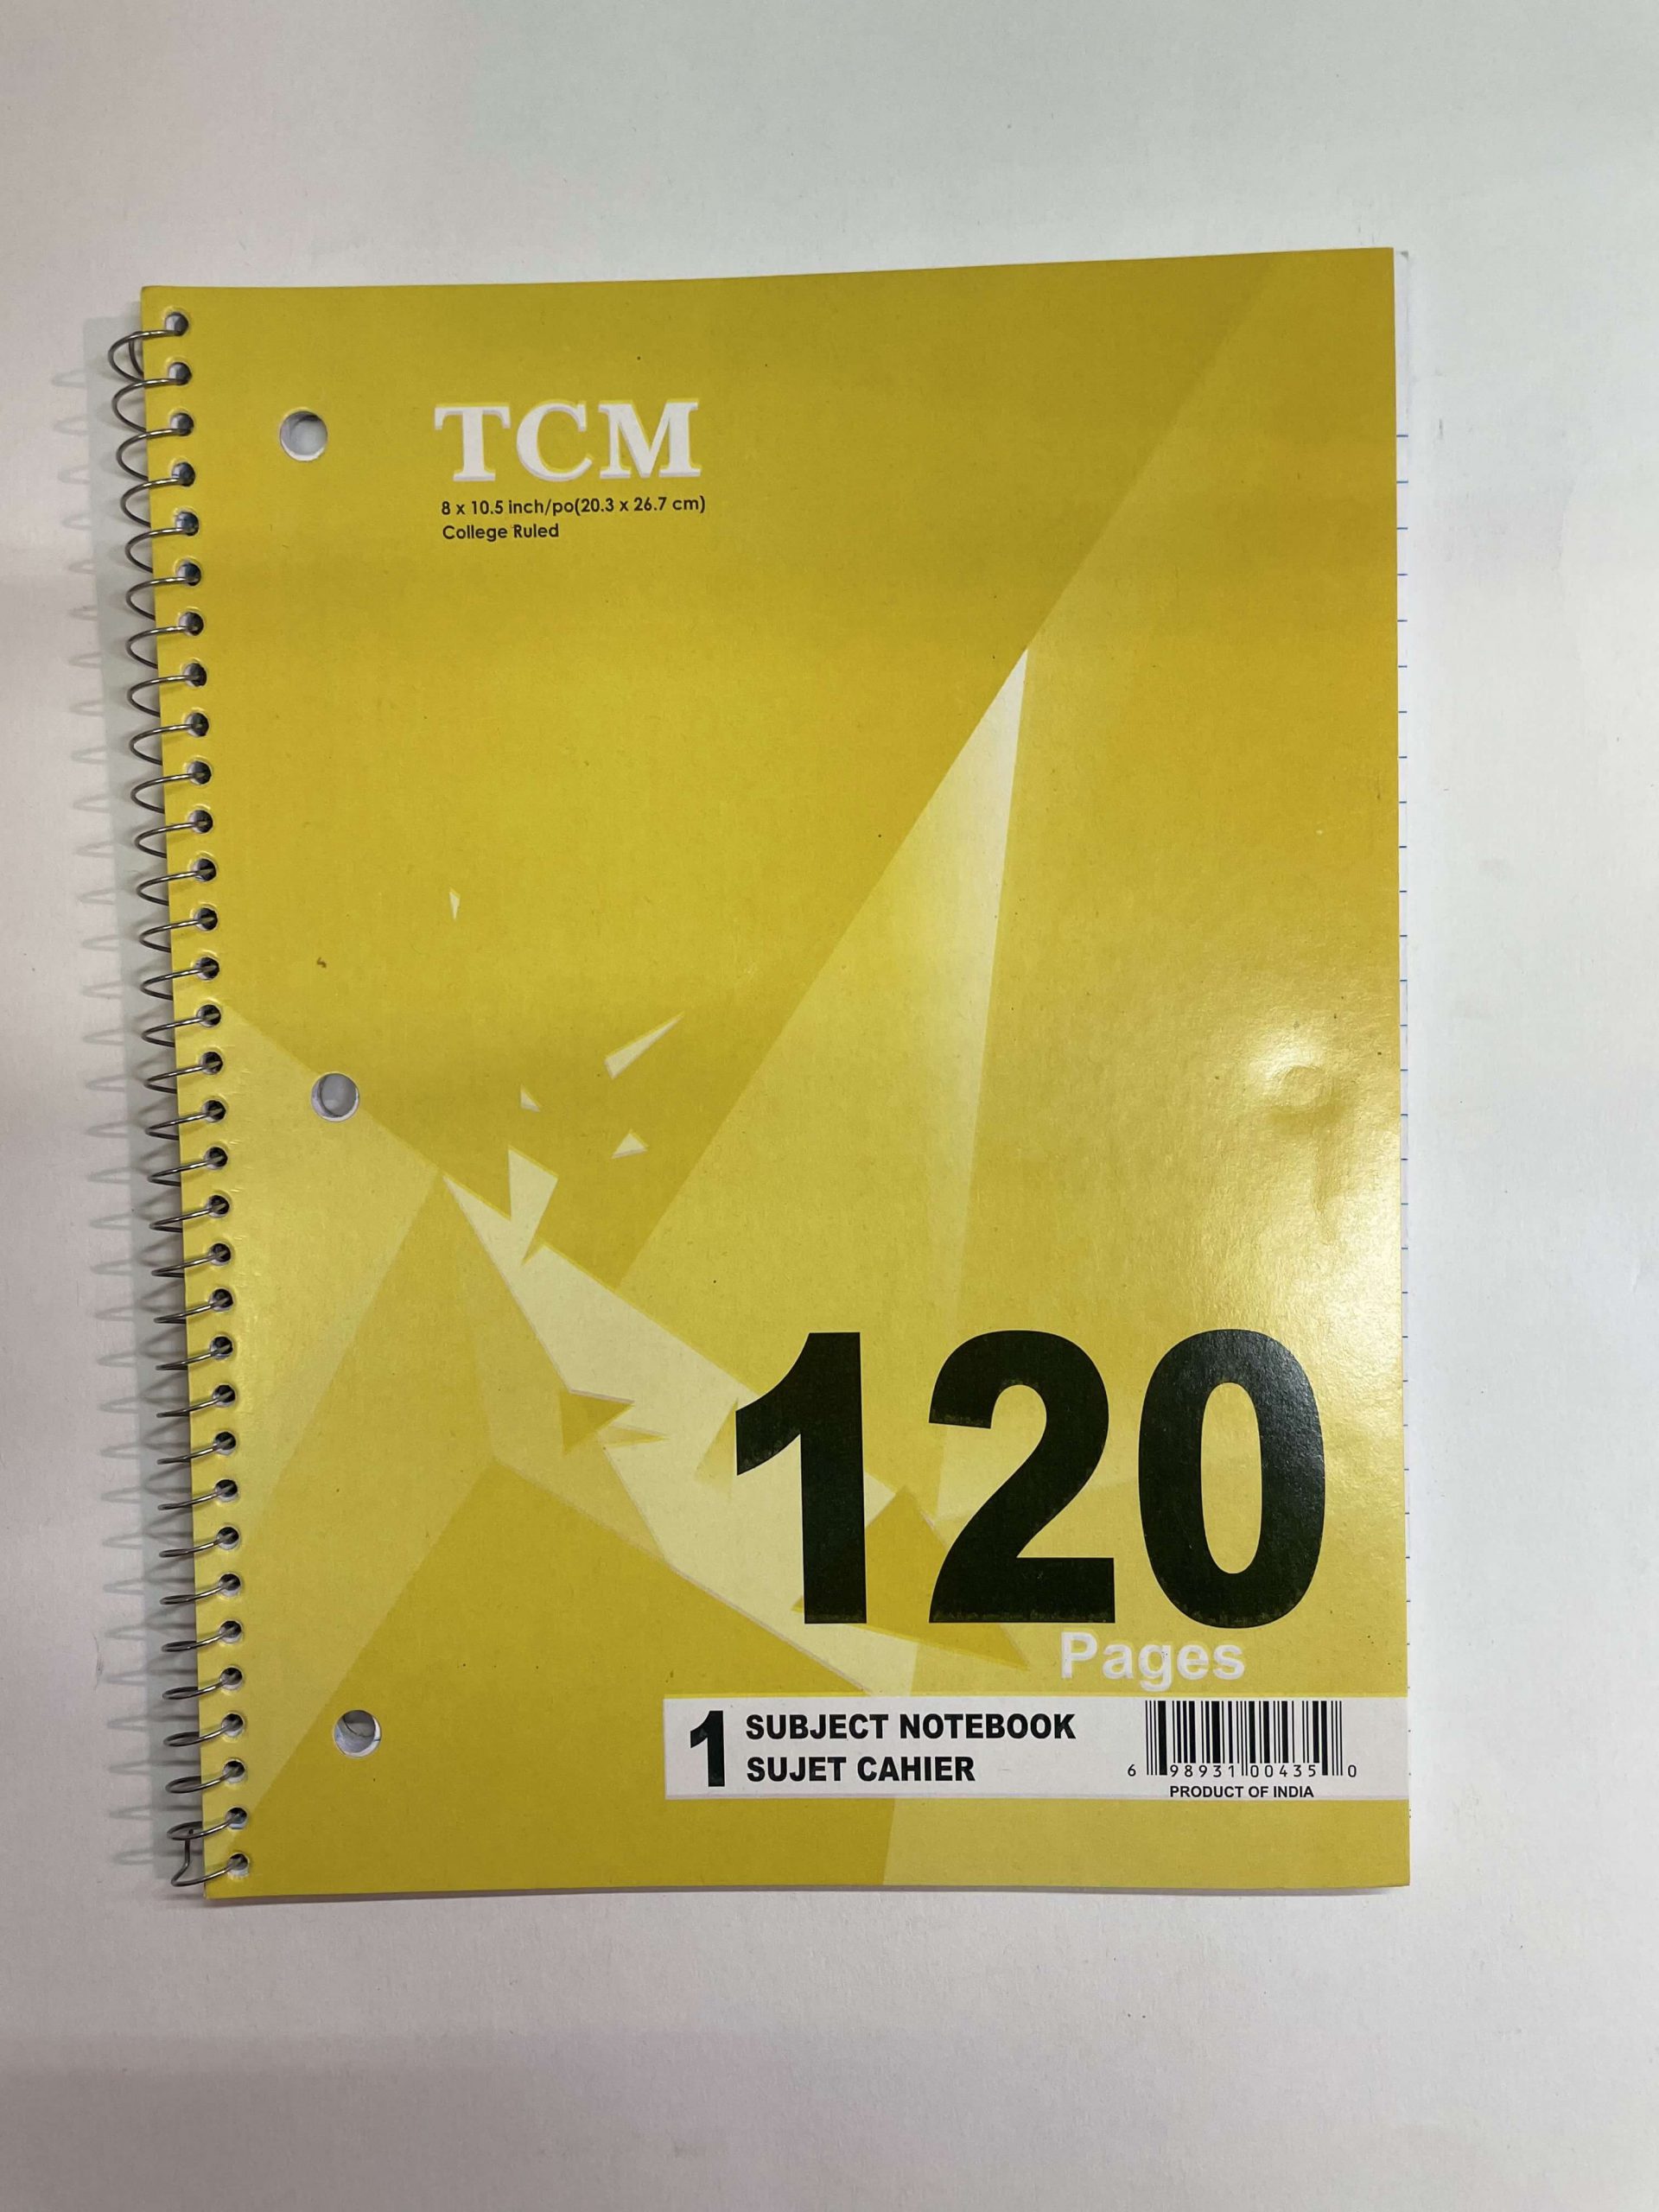 TCM
8 x 10.5 inch/po(20.3 x 26.7 cm)
College Ruled
120
Pages
1 SUBJECT NOTEBOOK
SUJET CAHIER
6 98931 00435 0
PRODUCT OF INDIA